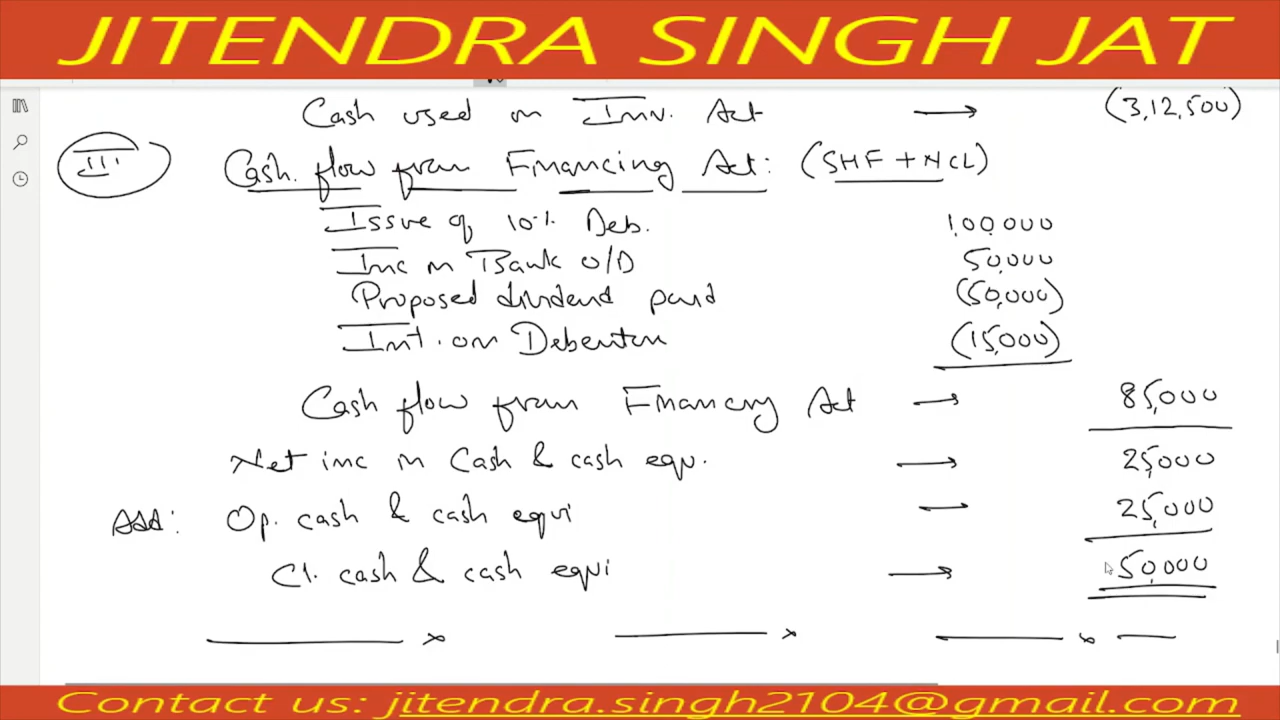 JITENDRA SINGH JAT
Cash used in Inv. Act → (3,12,500)
III Cash flow from Financing Act: (SHF + NCL)
Issue of 10% Deb. 1,00,000
Inc in Bank O/D 50,000
Proposed dividend paid (50,000)
Int. on Debenture (15,000)
Cash flow from Financing Act → 85,000
Net inc in Cash & cash equ. → 25,000
Add: Op. cash & cash equi → 25,000
Cl. cash & cash equi → 50,000
Contact us: jitendra.singh2104@gmail.com